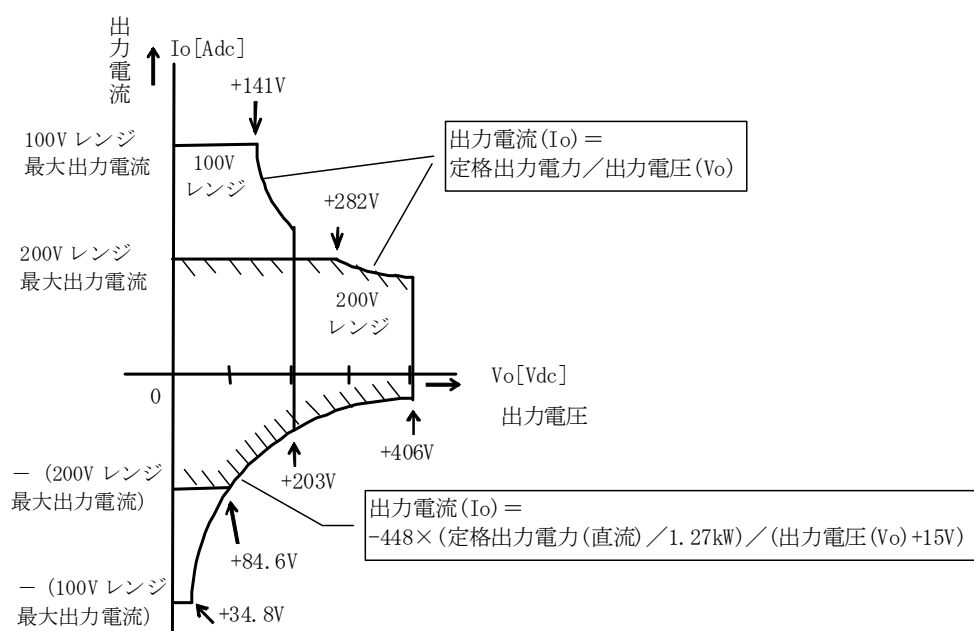 出力電流
Io[Adc]
+141V
100V レンジ
最大出力電流
100V
レンジ
出力電流(Io)＝
定格出力電力／出力電圧(Vo)
+282V
200V レンジ
最大出力電流
200V
レンジ
0
Vo[Vdc]
出力電圧
+406V
+203V
－（200V レンジ
最大出力電流）
出力電流(Io)＝
-448×(定格出力電力(直流)／1.27kW)／(出力電圧(Vo)+15V)
+84.6V
－（100V レンジ
最大出力電流）
+34.8V